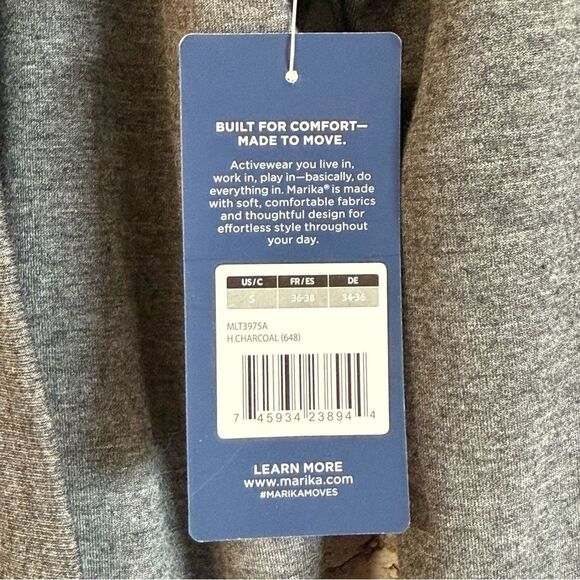 BUILT FOR COMFORT—
MADE TO MOVE.
Activewear you live in,
work in, play in—basically, do
everything in. Marika® is made
with soft, comfortable fabrics
and thoughtful design for
effortless style throughout
your day.
US/C FR/ES DE
S 36-38 34-36
MLT3975A
H.CHARCOAL (648)
7 45934 23894 4
LEARN MORE
www.marika.com
#MARIKAMOVES